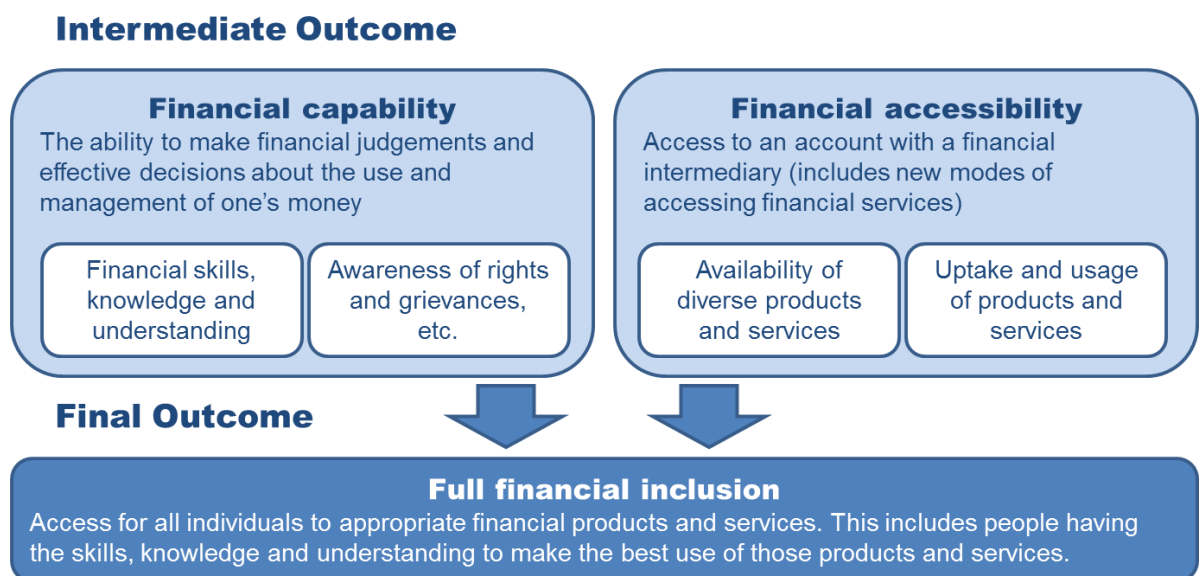 Intermediate Outcome
Financial capability
The ability to make financial judgements and
effective decisions about the use and
management of one's money
Financial skills,
knowledge and
understanding
Awareness of rights
and grievances,
etc.
Financial accessibility
Access to an account with a financial
intermediary (includes new modes of
accessing financial services)
Availability of
diverse products
and services
Uptake and usage
of products and
services
Final Outcome
Full financial inclusion
Access for all individuals to appropriate financial products and services. This includes people having
the skills, knowledge and understanding to make the best use of those products and services.